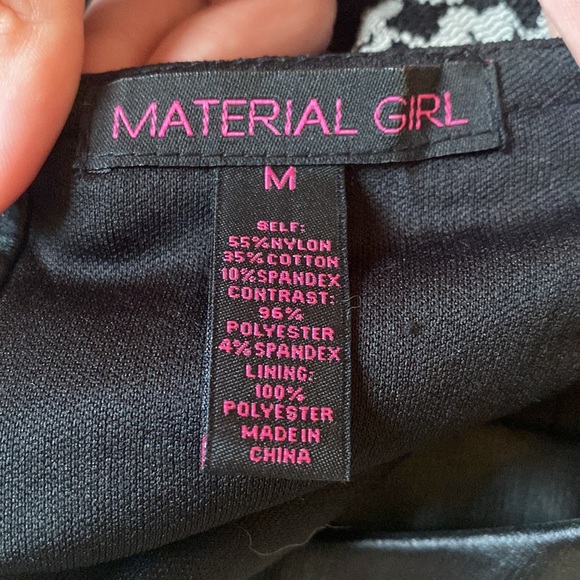 MATERIAL GIRL
M
SELF:
55%NYLON
35%COTTON
10%SPANDEX
CONTRAST:
96%
POLYESTER
4%SPANDEX
LINING:
100%
POLYESTER
MADE IN
CHINA